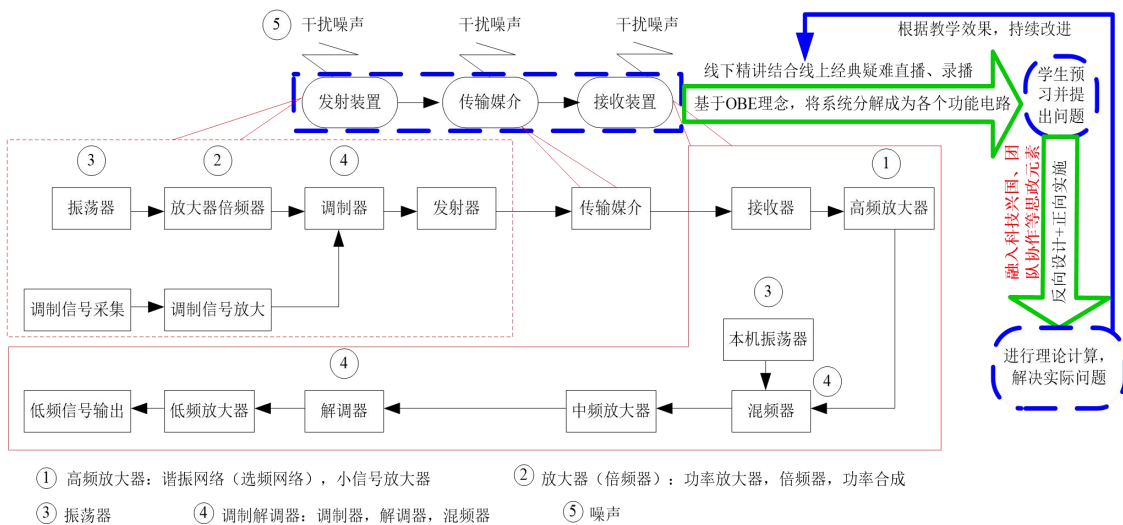 ⑤ 干扰噪声 干扰噪声 干扰噪声
根据教学效果，持续改进
线下精讲结合线上经典疑难直播、录播
发射装置 传输媒介 接收装置
基于OBE理念，将系统分解成为各个功能电路
学生预
习并提
出问题
③ ② ④ ①
振荡器 放大器倍频器 调制器 发射器 传输媒介 接收器 高频放大器
融入科技兴国、团
队协作等思政元素
反向设计+正向实施
调制信号采集 调制信号放大
③
本机振荡器
④ ④
进行理论计算，
解决实际问题
低频信号输出 低频放大器 解调器 中频放大器 混频器
① 高频放大器：谐振网络（选频网络），小信号放大器
② 放大器（倍频器）：功率放大器，倍频器，功率合成
③ 振荡器
④ 调制解调器：调制器，解调器，混频器
⑤ 噪声